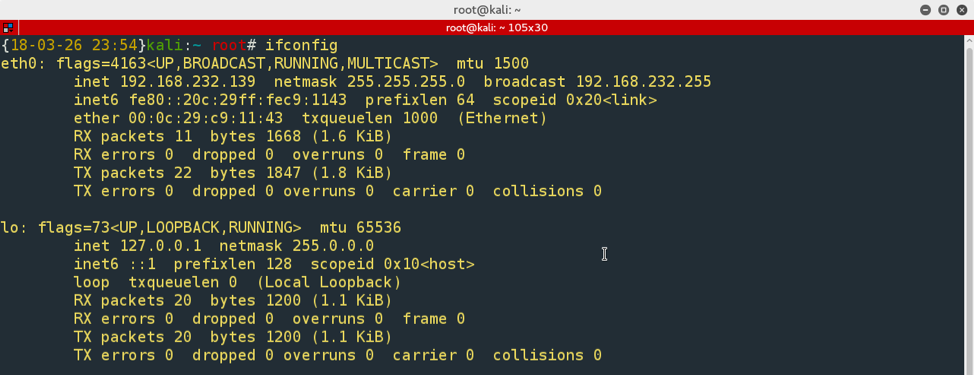 root@kali: ~
root@kali: ~ 105x30
{18-03-26 23:54}kali:~ root# ifconfig
eth0: flags=4163<UP,BROADCAST,RUNNING,MULTICAST>  mtu 1500
        inet 192.168.232.139  netmask 255.255.255.0  broadcast 192.168.232.255
        inet6 fe80::20c:29ff:fec9:1143  prefixlen 64  scopeid 0x20<link>
        ether 00:0c:29:c9:11:43  txqueuelen 1000  (Ethernet)
        RX packets 11  bytes 1668 (1.6 KiB)
        RX errors 0  dropped 0  overruns 0  frame 0
        TX packets 22  bytes 1847 (1.8 KiB)
        TX errors 0  dropped 0 overruns 0  carrier 0  collisions 0

lo: flags=73<UP,LOOPBACK,RUNNING>  mtu 65536
        inet 127.0.0.1  netmask 255.0.0.0
        inet6 ::1  prefixlen 128  scopeid 0x10<host>
        loop  txqueuelen 0  (Local Loopback)
        RX packets 20  bytes 1200 (1.1 KiB)
        RX errors 0  dropped 0  overruns 0  frame 0
        TX packets 20  bytes 1200 (1.1 KiB)
        TX errors 0  dropped 0 overruns 0  carrier 0  collisions 0